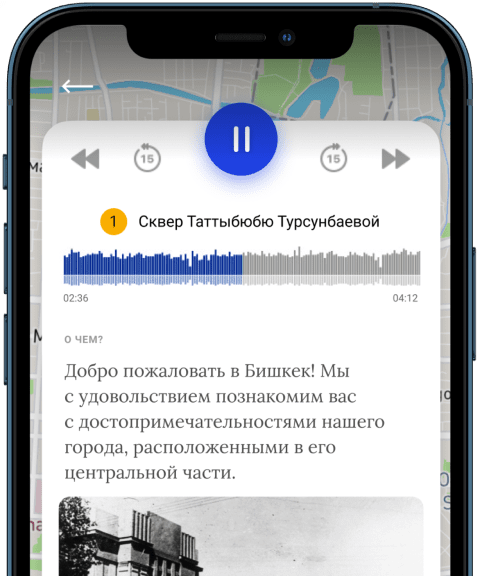 15
15
1 Сквер Таттыбюбю Турсунбаевой
02:36
04:12
О ЧЕМ?
Добро пожаловать в Бишкек! Мы
с удовольствием познакомим вас
с достопримечательностями нашего
города, расположенными в его
центральной части.